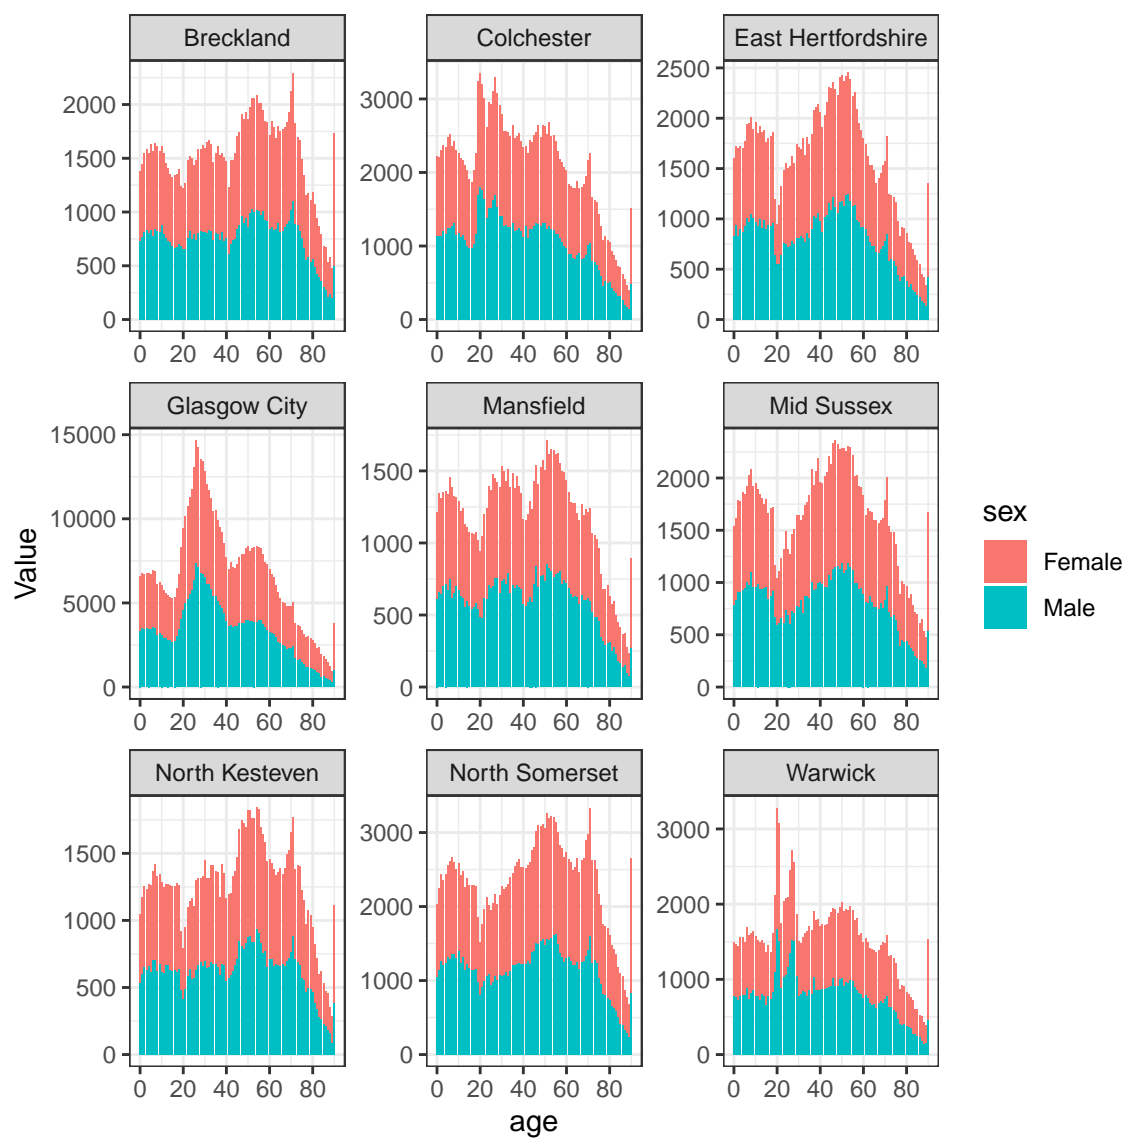 Breckland
Colchester
East Hertfordshire
2000
1500
1000
500
0
3000
2000
1000
0
2500
2000
1500
1000
500
0
0 20 40 60 80
0 20 40 60 80
0 20 40 60 80
Glasgow City
Mansfield
Mid Sussex
15000
10000
5000
0
1500
1000
500
0
2000
1500
1000
500
0
0 20 40 60 80
0 20 40 60 80
0 20 40 60 80
North Kesteven
North Somerset
Warwick
1500
1000
500
0
3000
2000
1000
0
3000
2000
1000
0
0 20 40 60 80
0 20 40 60 80
0 20 40 60 80
Value
age
sex
Female
Male